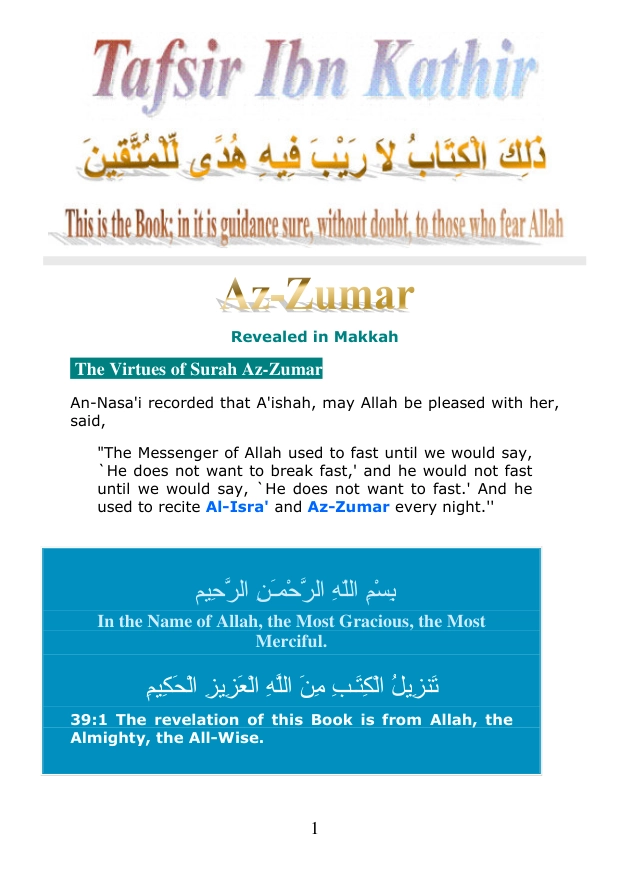 Tafsir Ibn Kathir
ذَلِكَ الْكِتَابُ لاَ رَيْبَ فِيهِ هُدًى لِّلْمُتَّقِينَ
This is the Book; in it is guidance sure, without doubt, to those who fear Allah
Az-Zumar
Revealed in Makkah
The Virtues of Surah Az-Zumar
An-Nasa'i recorded that A'ishah, may Allah be pleased with her,
said,
"The Messenger of Allah used to fast until we would say,
`He does not want to break fast,' and he would not fast
until we would say, `He does not want to fast.' And he
used to recite Al-Isra' and Az-Zumar every night.''
بِسْمِ اللَّهِ الرَّحْمَـنِ الرَّحِيمِ
In the Name of Allah, the Most Gracious, the Most
Merciful.
تَنزِيلُ الْكِتَـبِ مِنَ اللَّهِ الْعَزِيزِ الْحَكِيمِ
39:1 The revelation of this Book is from Allah, the
Almighty, the All-Wise.
1